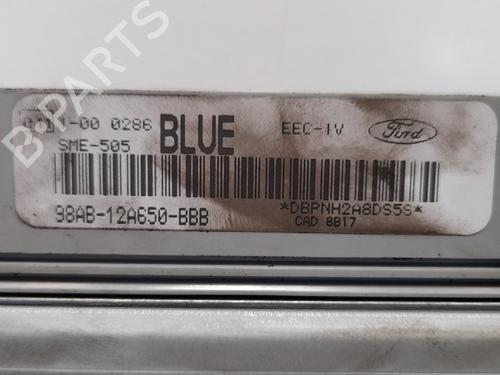 1-00 0286 BLUE EEC-IV Ford
SME-505
98AB-12A650-BBB *DBPNH2A8DS5S*
CAD 8B17
B-PARTS